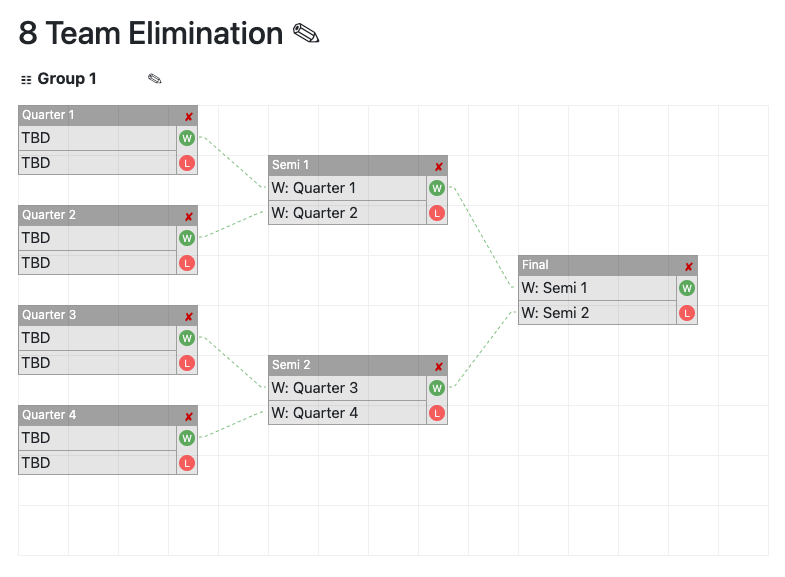 8 Team Elimination
Group 1
Quarter 1
TBD W
TBD L
Quarter 2
TBD W
TBD L
Quarter 3
TBD W
TBD L
Quarter 4
TBD W
TBD L
Semi 1
W: Quarter 1 W
W: Quarter 2 L
Semi 2
W: Quarter 3 W
W: Quarter 4 L
Final
W: Semi 1 W
W: Semi 2 L